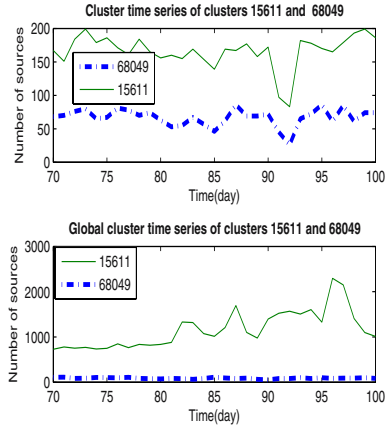 Cluster time series of clusters 15611 and 68049
Number of sources
200
150
100
50
0
68049
15611
70 75 80 85 90 95 100
Time(day)
Global cluster time series of clusters 15611 and 68049
Number of sources
3000
2000
1000
0
15611
68049
70 75 80 85 90 95 100
Time(day)